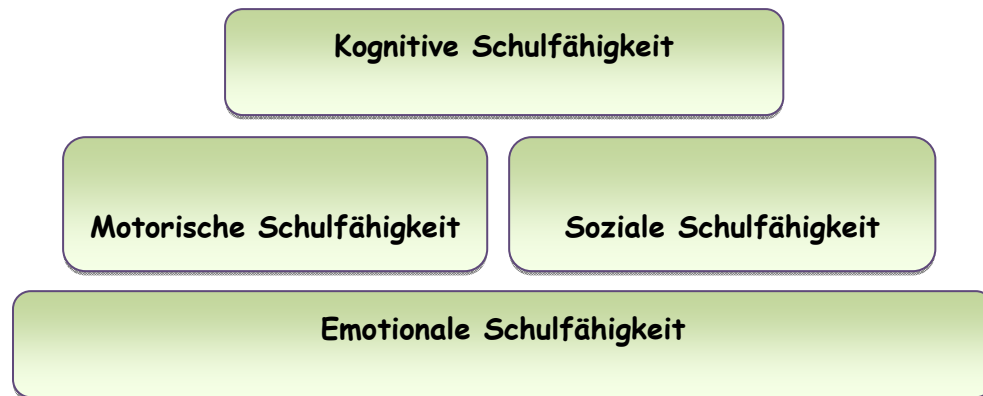 Kognitive Schulfähigkeit
Motorische Schulfähigkeit
Soziale Schulfähigkeit
Emotionale Schulfähigkeit